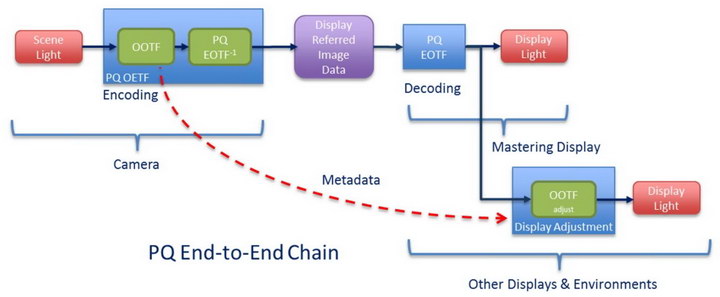 Scene
Light
OOTF
PQ
EOTF-1
PQ OETF
Encoding
Display
Referred
Image
Data
PQ
EOTF
Decoding
Display
Light
Camera
Mastering Display
Metadata
OOTF
adjust
Display Adjustment
Display
Light
PQ End-to-End Chain
Other Displays & Environments